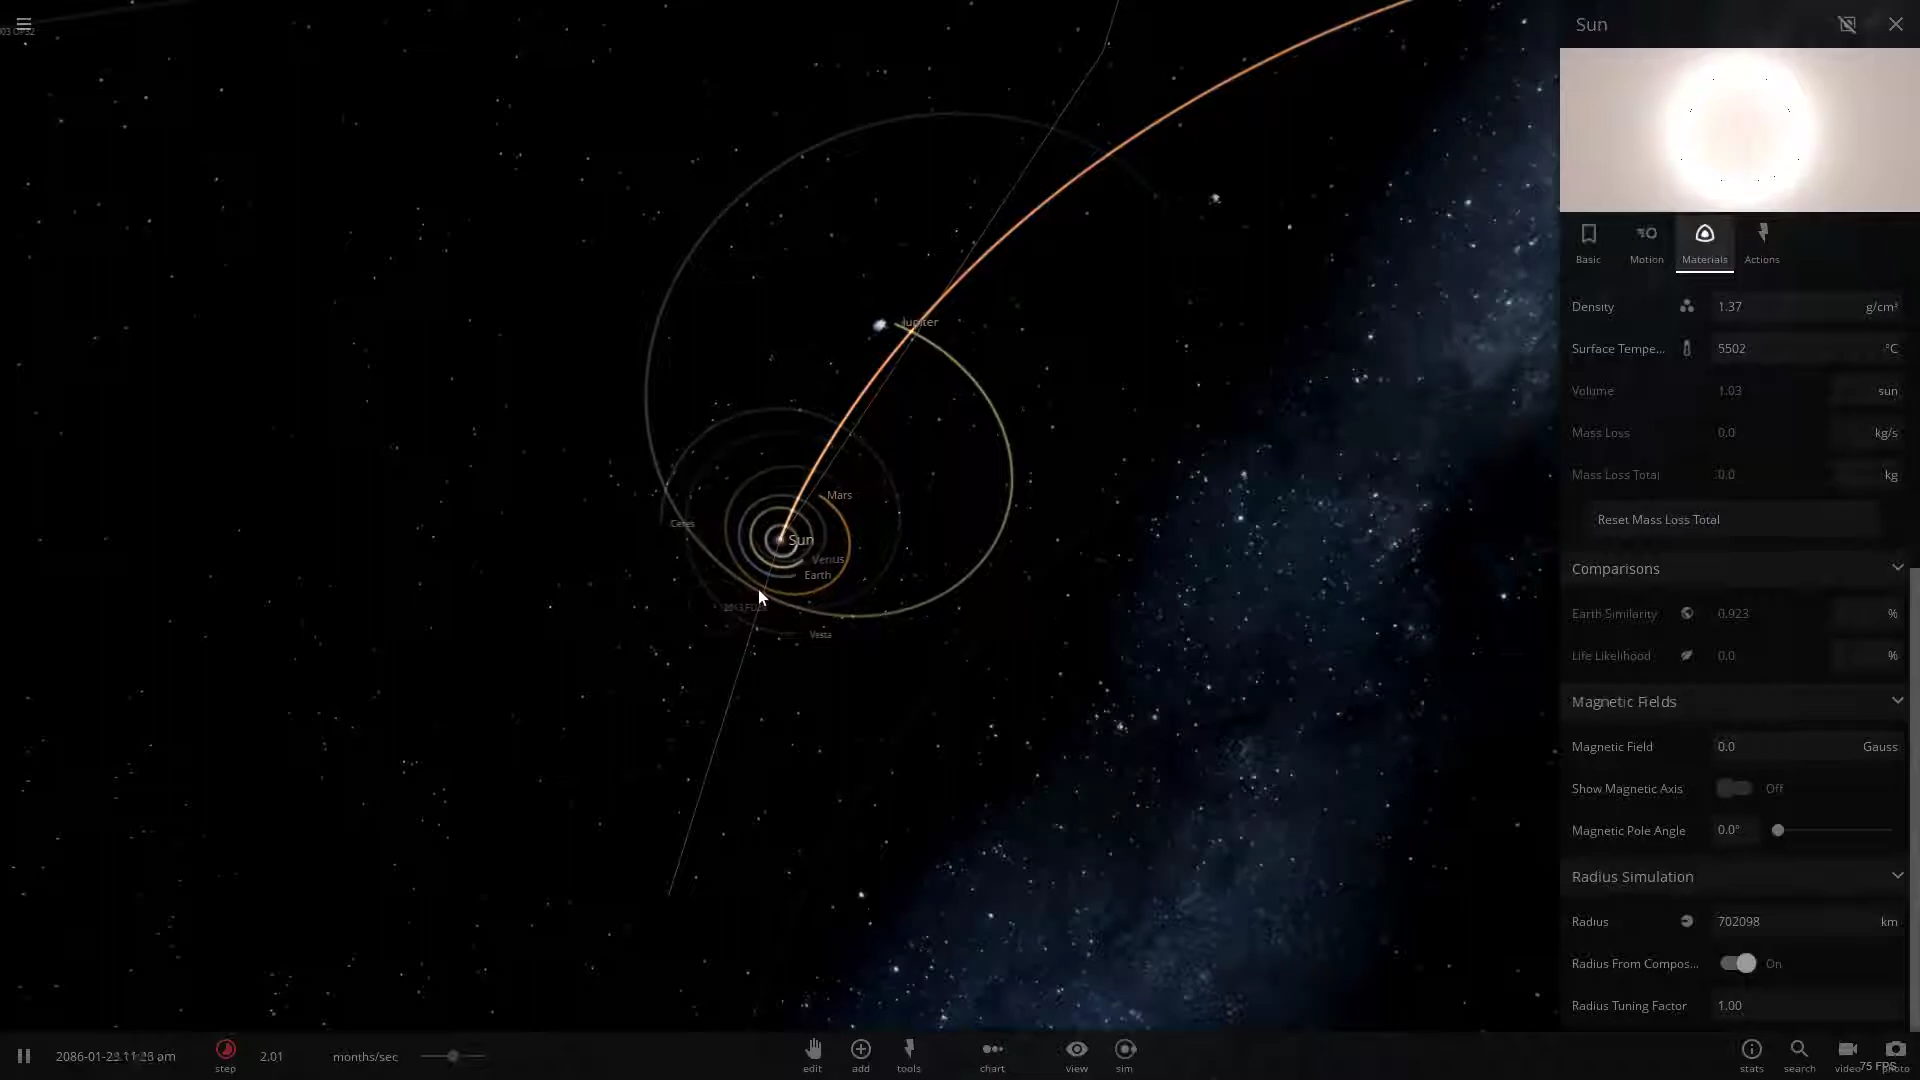 Sun
Basic
Motion
Materials
Actions
Density 1.37 g/cm³
Surface Tempe... 5502 °C
Volume 1.03 sun
Mass Loss 0.0 kg/s
Mass Loss Total 0.0 kg
Reset Mass Loss Total
Comparisons
Earth Similarity 0.923 %
Life Likelihood 0.0 %
Magnetic Fields
Magnetic Field 0.0 Gauss
Show Magnetic Axis Off
Magnetic Pole Angle 0.0°
Radius Simulation
Radius 702098 km
Radius From Compos... On
Radius Tuning Factor 1.00
Jupiter
Mars
Ceres
Sun
Venus
Earth
Vesta
am
step
2.01 months/sec
edit
add
tools
chart
view
sim
stats
search
video
photo
75 FPS